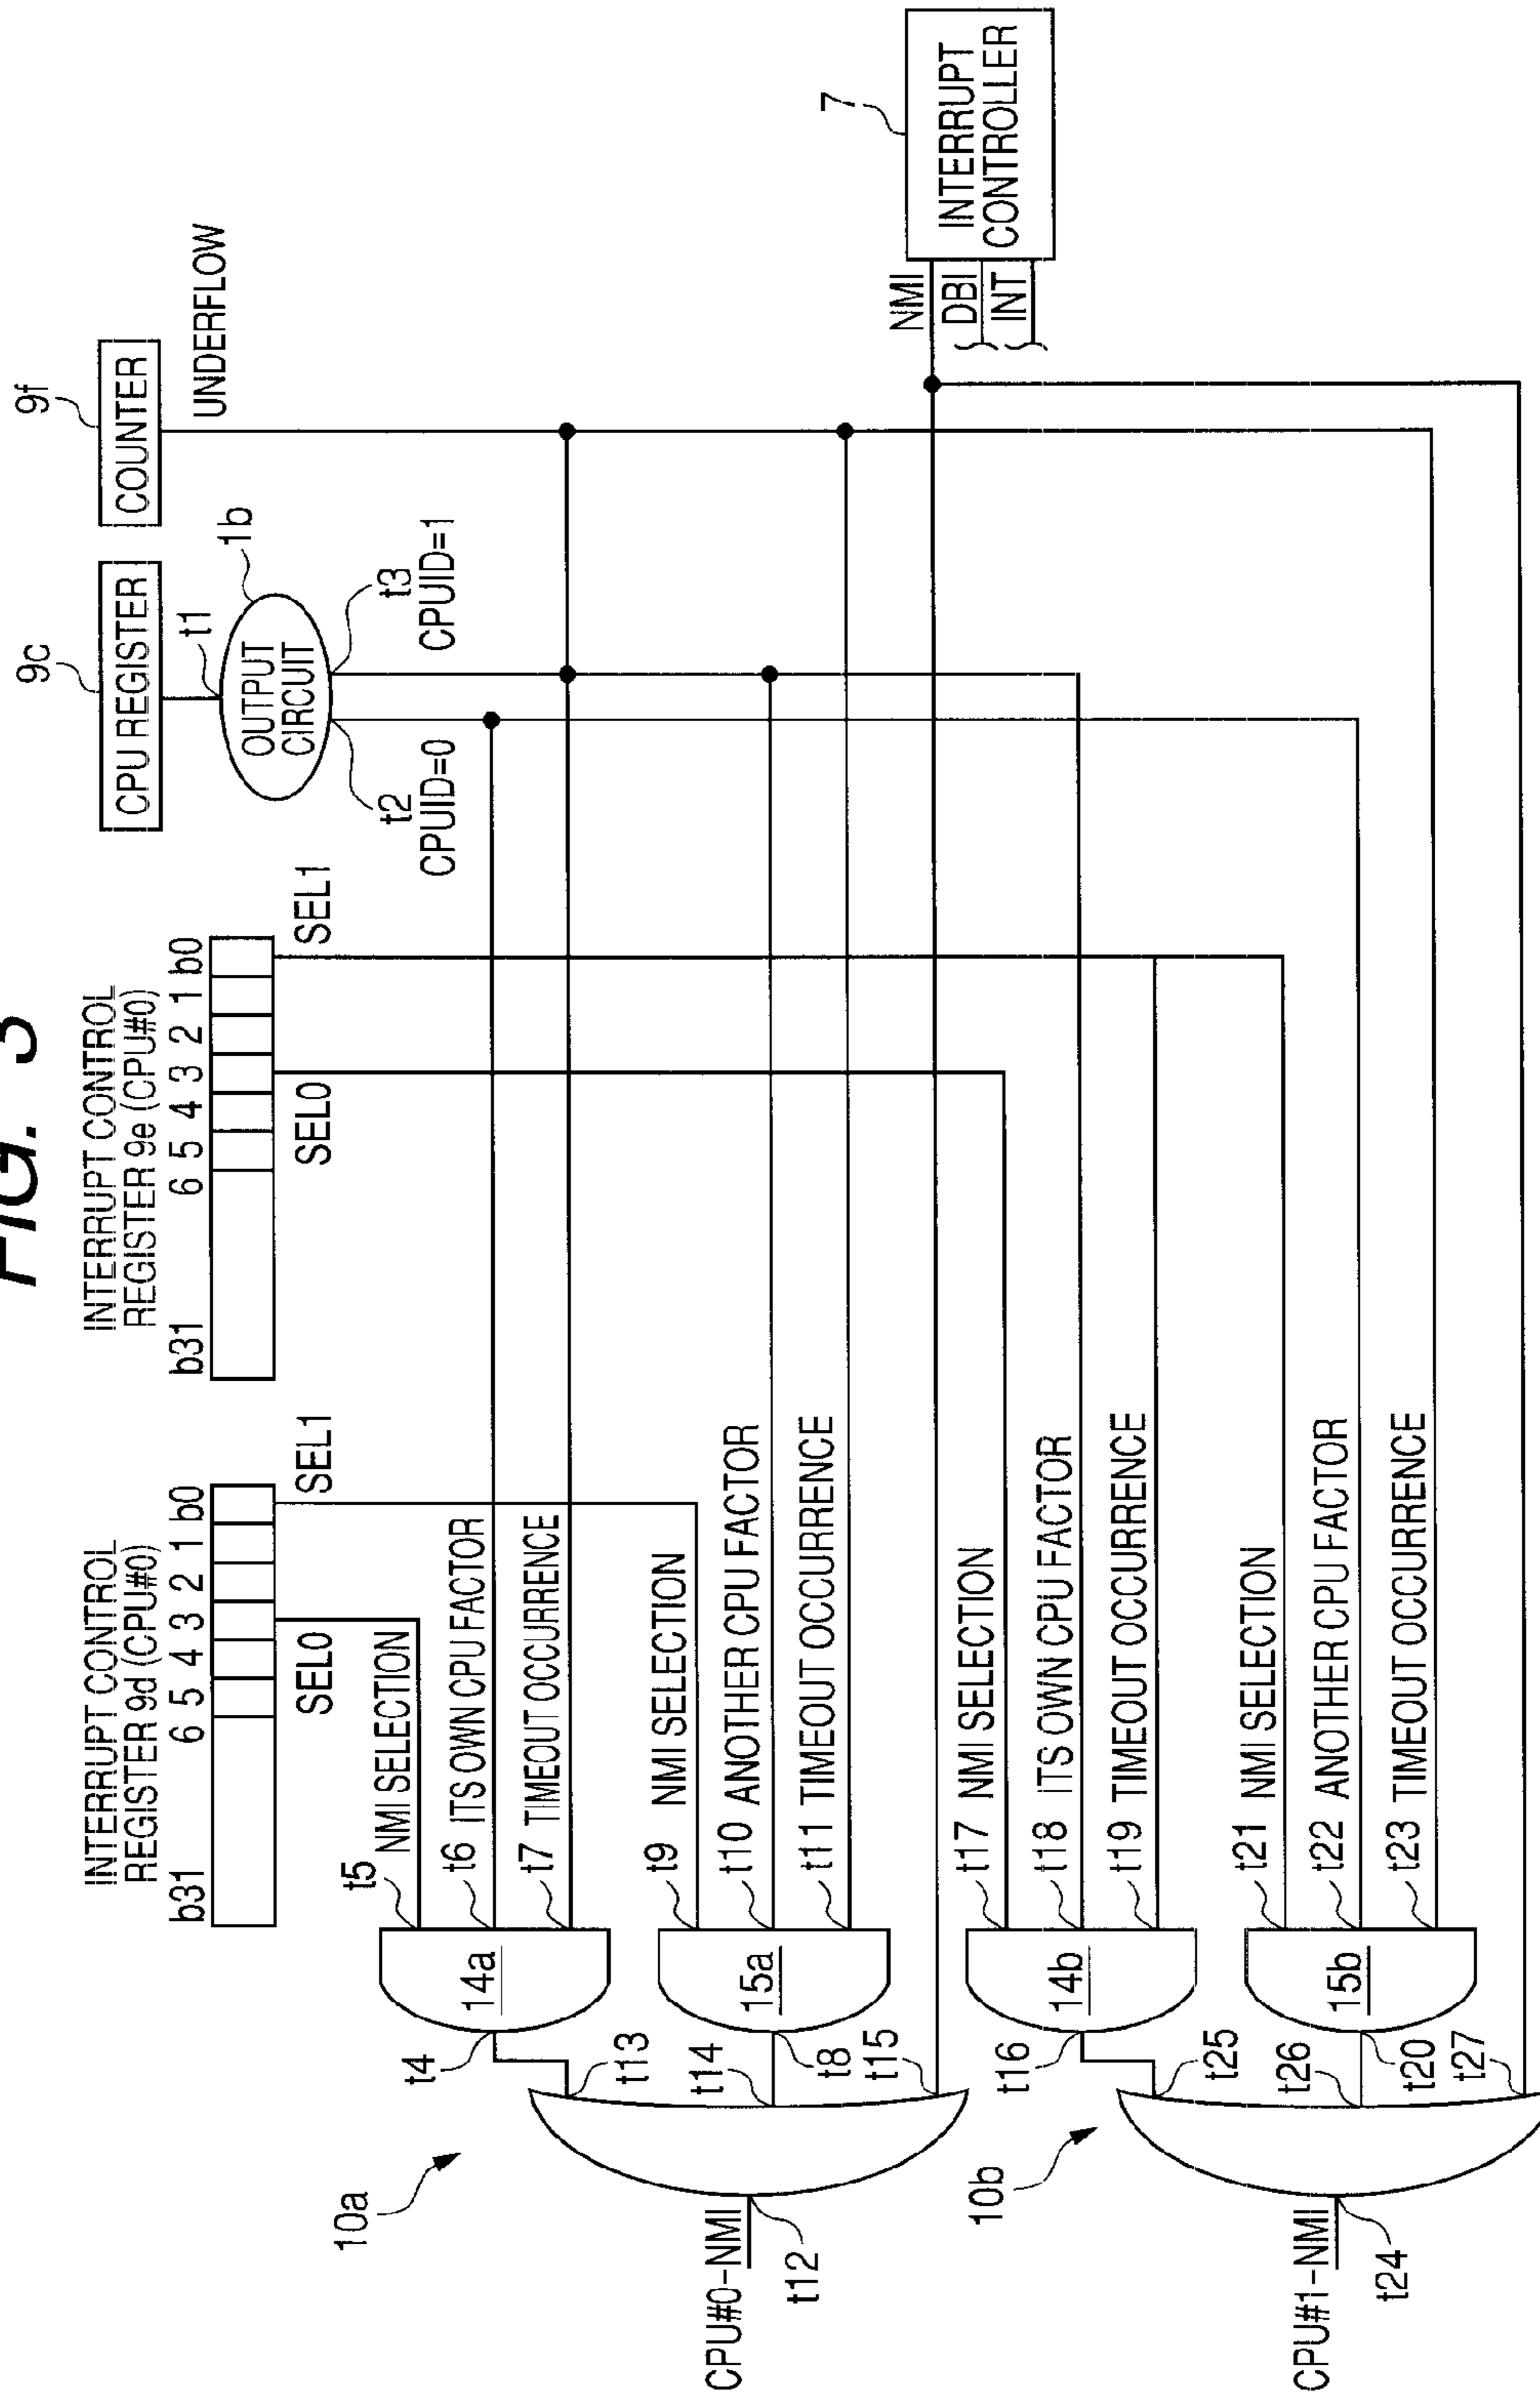 FIG. 3
INTERRUPT CONTROL
REGISTER 9d (CPU#0)
b31 6 5 4 3 2 1 b0
SEL0
SEL1
INTERRUPT CONTROL
REGISTER 9e (CPU#0)
b31 6 5 4 3 2 1 b0
SEL0
SEL1
9c
CPU REGISTER
t1
OUTPUT
CIRCUIT
1b
t2
CPUID=0
t3
CPUID=1
9f
COUNTER
UNDERFLOW
7
INTERRUPT
CONTROLLER
NMI
DBI
INT
t5
NMI SELECTION
t6 ITS OWN CPU FACTOR
t7 TIMEOUT OCCURRENCE
14a
t4
t9
NMI SELECTION
t10 ANOTHER CPU FACTOR
t11 TIMEOUT OCCURRENCE
15a
t8
t13
t14
t15
10a
CPU#0-NMI
t12
t17 NMI SELECTION
t18 ITS OWN CPU FACTOR
t19 TIMEOUT OCCURRENCE
14b
t16
t21 NMI SELECTION
t22 ANOTHER CPU FACTOR
t23 TIMEOUT OCCURRENCE
15b
t20
t25
t26
t27
10b
CPU#1-NMI
t24